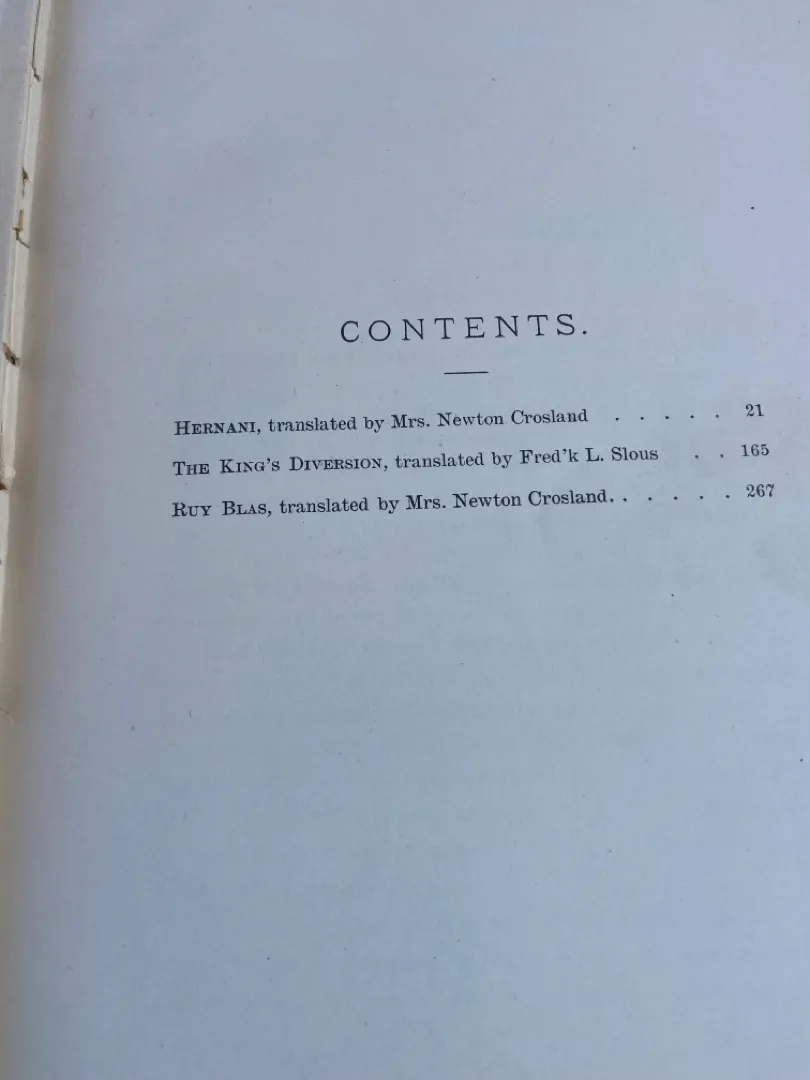 CONTENTS.
HERNANI, translated by Mrs. Newton Crosland . . . . . 21
THE KING'S DIVERSION, translated by Fred'k L. Slous . . 165
RUY BLAS, translated by Mrs. Newton Crosland. . . . . . 267